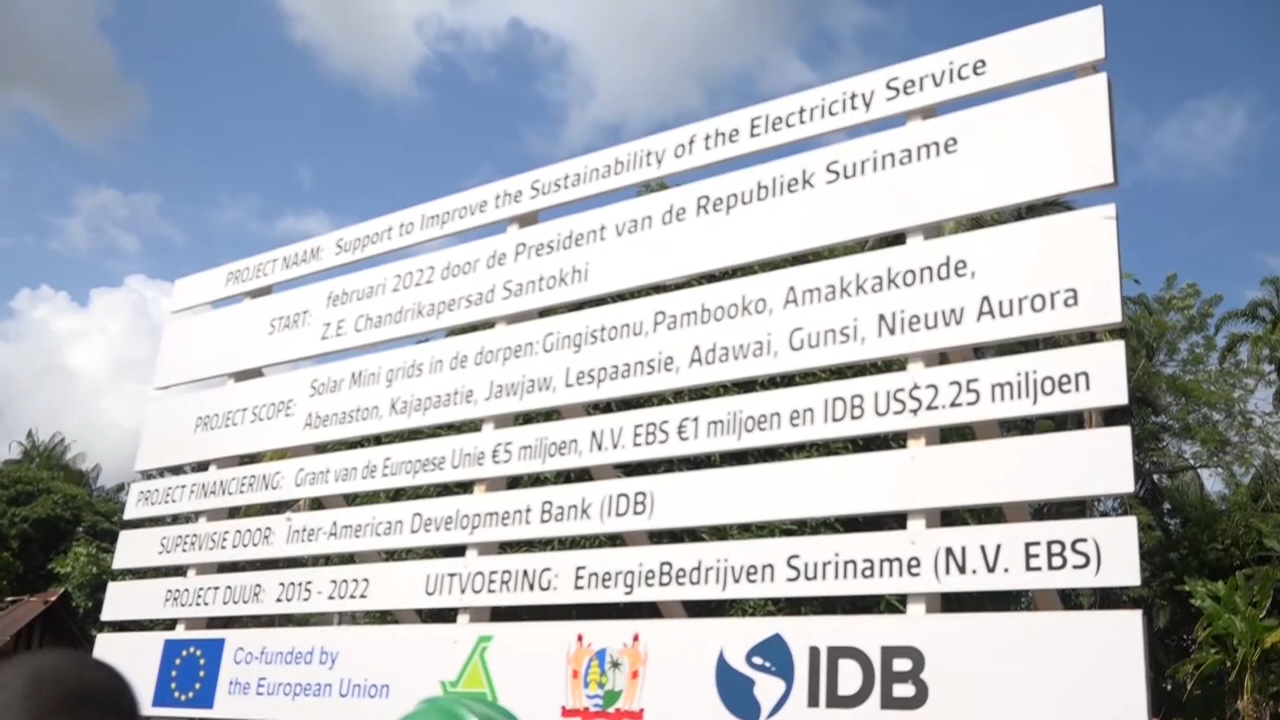 PROJECT NAAM: Support to Improve the Sustainability of the Electricity Service
START: februari 2022 door de President van de Republiek Suriname
Z.E. Chandrikapersad Santokhi
PROJECT SCOPE: Solar Mini grids in de dorpen: Gingistonu, Pambooko, Amakkakonde,
Abenaston, Kajapaatie, Jawjaw, Lespaansie, Adawai, Gunsi, Nieuw Aurora
PROJECT FINANCIERING: Grant van de Europese Unie €5 miljoen, N.V. EBS €1 miljoen en IDB US$2.25 miljoen
SUPERVISIE DOOR: Inter-American Development Bank (IDB)
PROJECT DUUR: 2015 - 2022 UITVOERING: EnergieBedrijven Suriname (N.V. EBS)
Co-funded by
the European Union
IDB